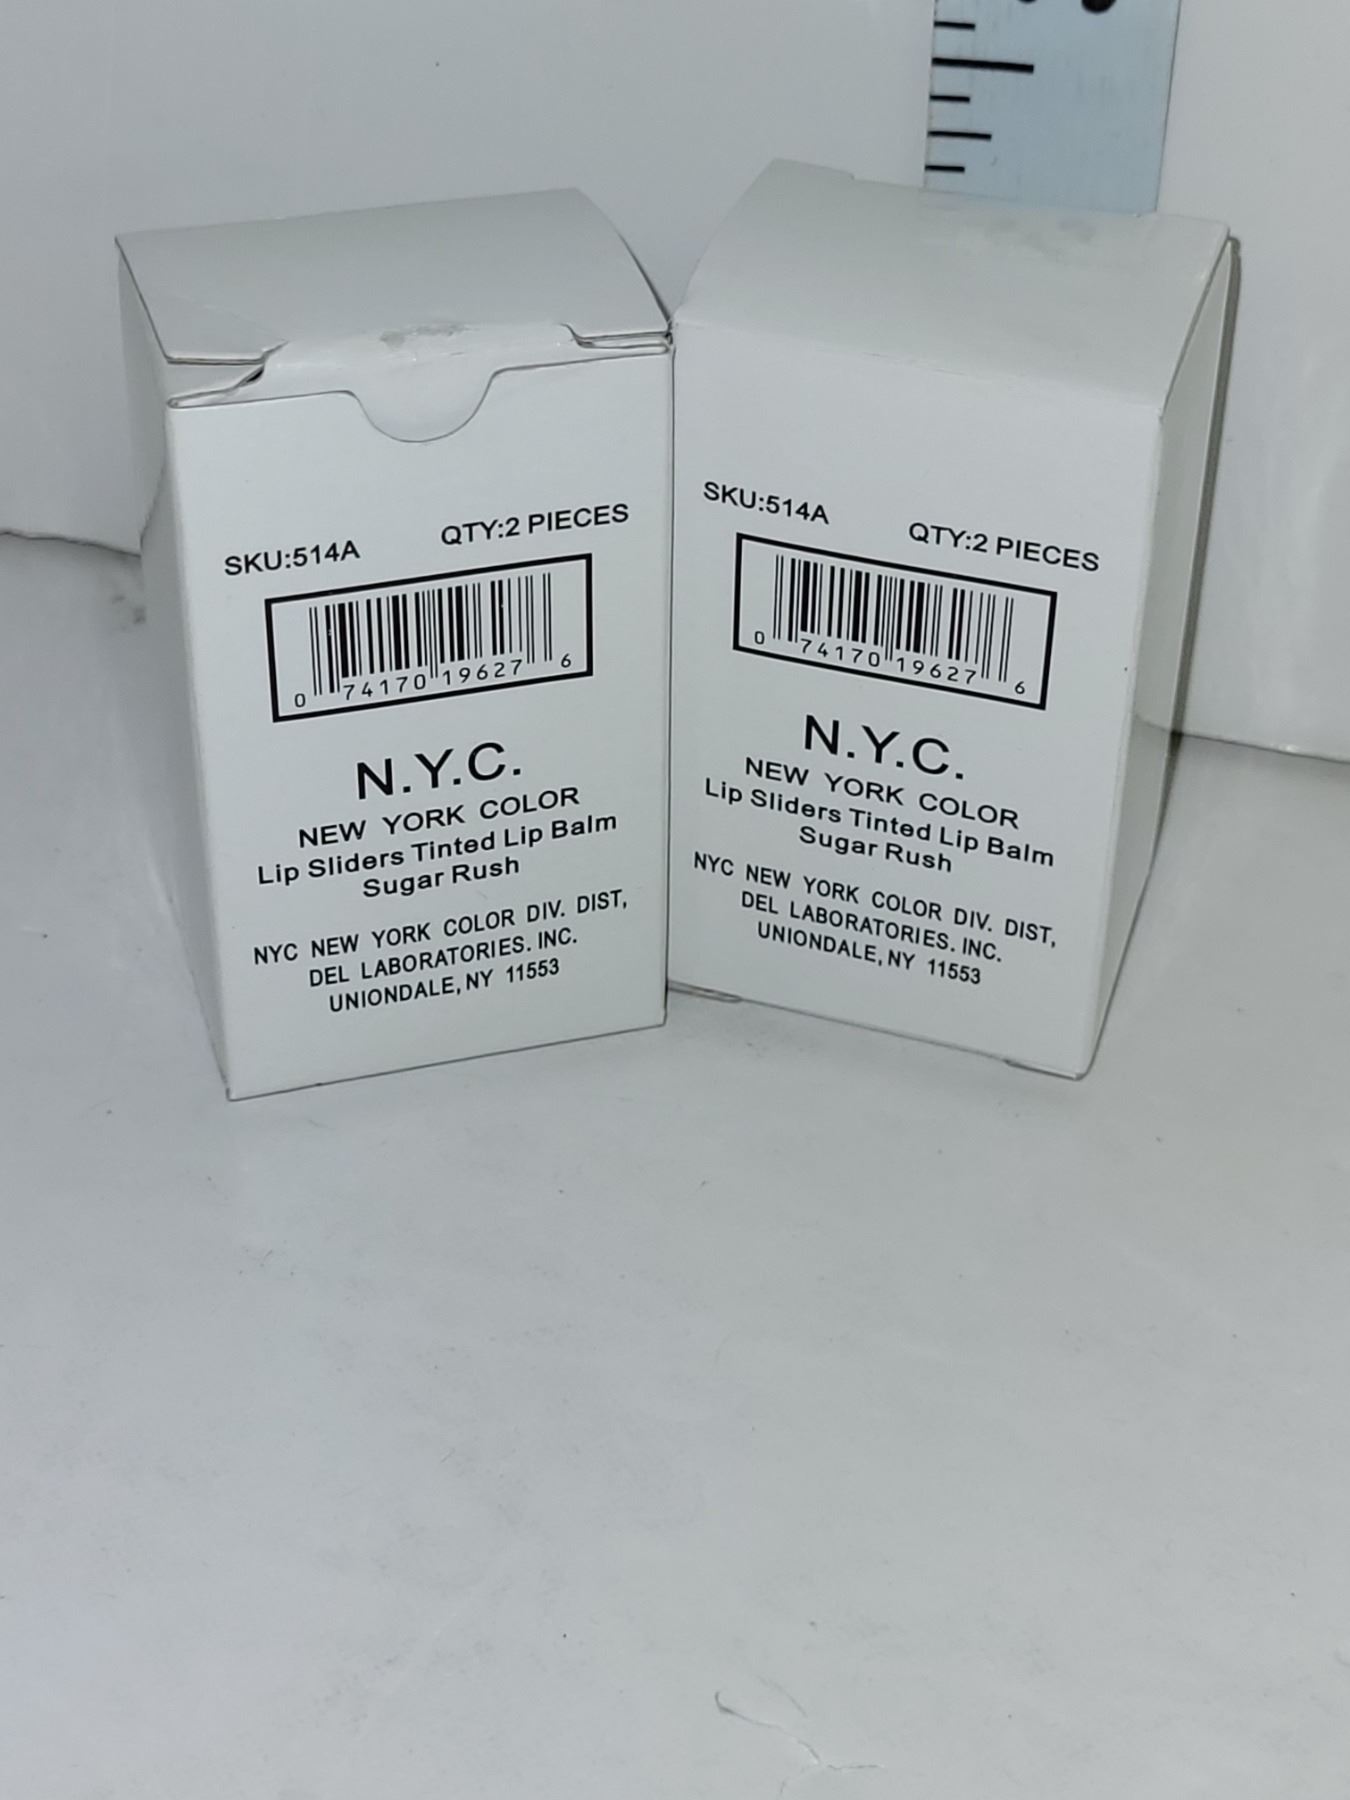 SKU:514A QTY:2 PIECES
0 74170 19627 6
N.Y.C.
NEW YORK COLOR
Lip Sliders Tinted Lip Balm
Sugar Rush
NYC NEW YORK COLOR DIV. DIST,
DEL LABORATORIES. INC.
UNIONDALE, NY 11553
SKU:514A QTY:2 PIECES
0 74170 19627 6
N.Y.C.
NEW YORK COLOR
Lip Sliders Tinted Lip Balm
Sugar Rush
NYC NEW YORK COLOR DIV. DIST,
DEL LABORATORIES. INC.
UNIONDALE, NY 11553